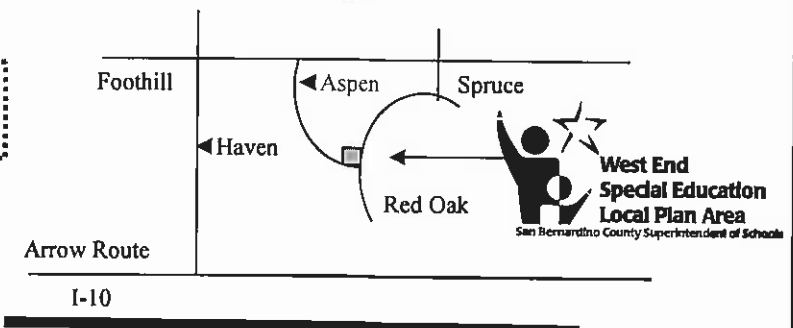 Foothill
Aspen
Spruce
Haven
West End
Special Education
Local Plan Area
San Bernardino County Superintendent of Schools
Red Oak
Arrow Route
I-10